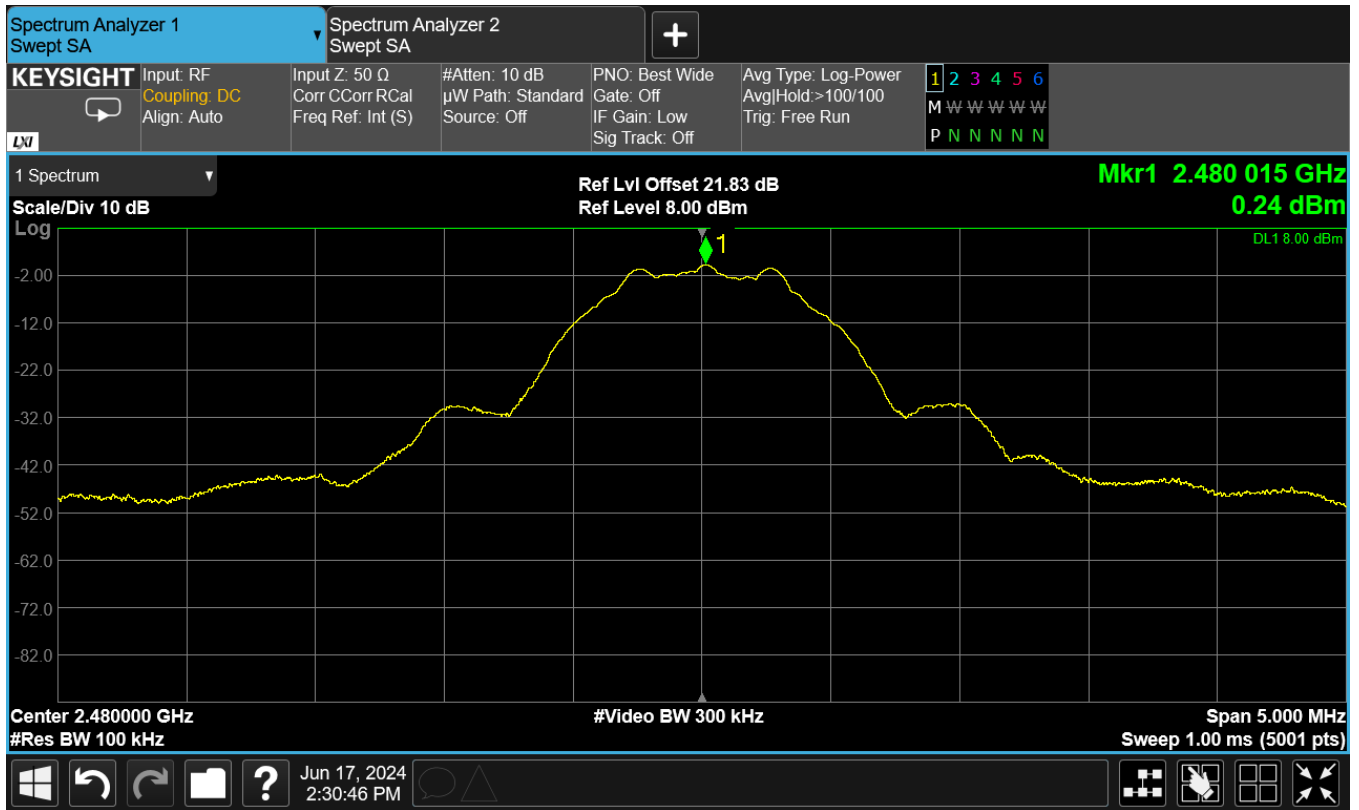 Spectrum Analyzer 1
Swept SA
Spectrum Analyzer 2
Swept SA
KEYSIGHT
LXI
Input: RF
Coupling: DC
Align: Auto
Input Z: 50 Ω
Corr CCorr RCal
Freq Ref: Int (S)
#Atten: 10 dB
µW Path: Standard
Source: Off
PNO: Best Wide
Gate: Off
IF Gain: Low
Sig Track: Off
Avg Type: Log-Power
Avg|Hold:>100/100
Trig: Free Run
1 2 3 4 5 6
M W W W W W
P N N N N N
1 Spectrum
Scale/Div 10 dB
Log
Ref Lvl Offset 21.83 dB
Ref Level 8.00 dBm
Mkr1 2.480 015 GHz
0.24 dBm
DL1 8.00 dBm
1
-2.00
-12.0
-22.0
-32.0
-42.0
-52.0
-62.0
-72.0
-82.0
Center 2.480000 GHz
#Res BW 100 kHz
#Video BW 300 kHz
Span 5.000 MHz
Sweep 1.00 ms (5001 pts)
?
Jun 17, 2024
2:30:46 PM